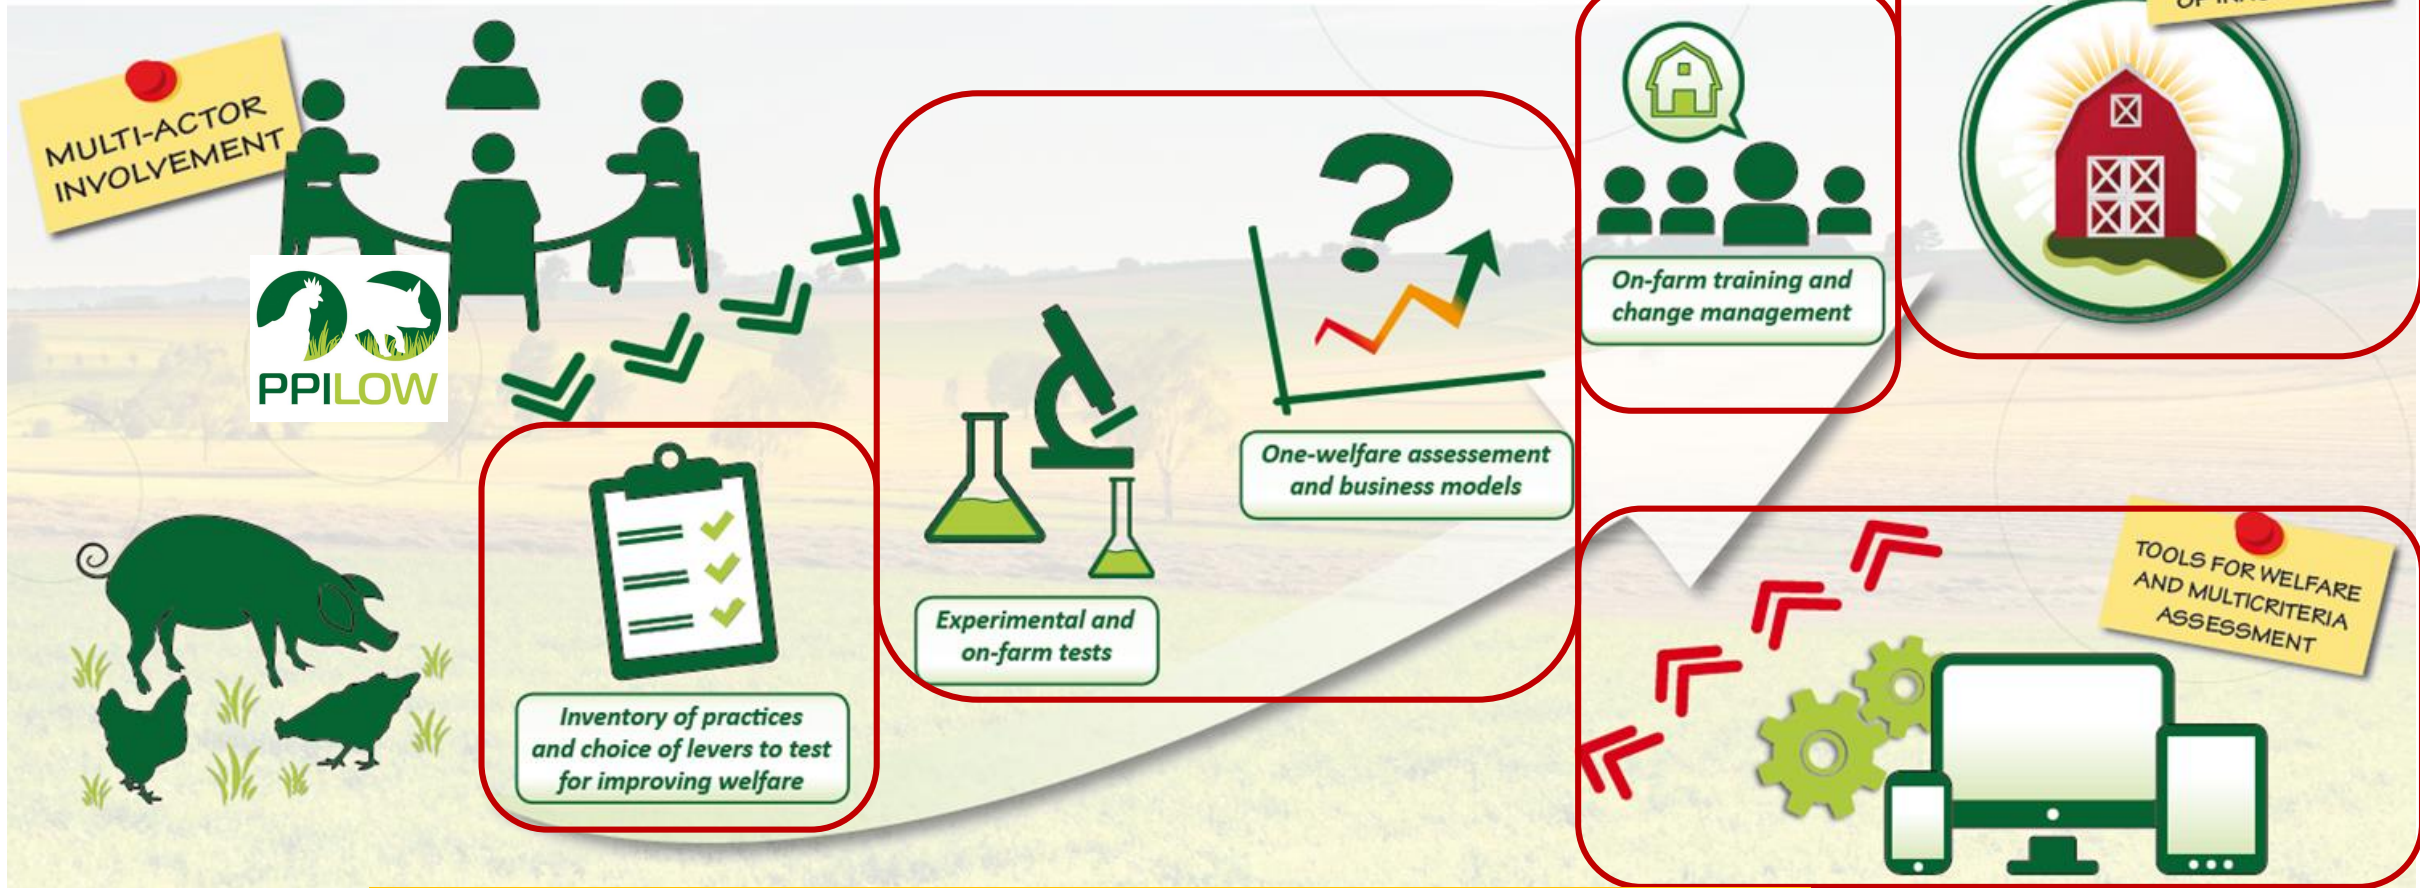 MULTI-ACTOR
INVOLVEMENT
PPILOW
Inventory of practices
and choice of levers to test
for improving welfare
Experimental and
on-farm tests
One-welfare assessement
and business models
On-farm training and
change management
TOOLS FOR WELFARE
AND MULTICRITERIA
ASSESSMENT